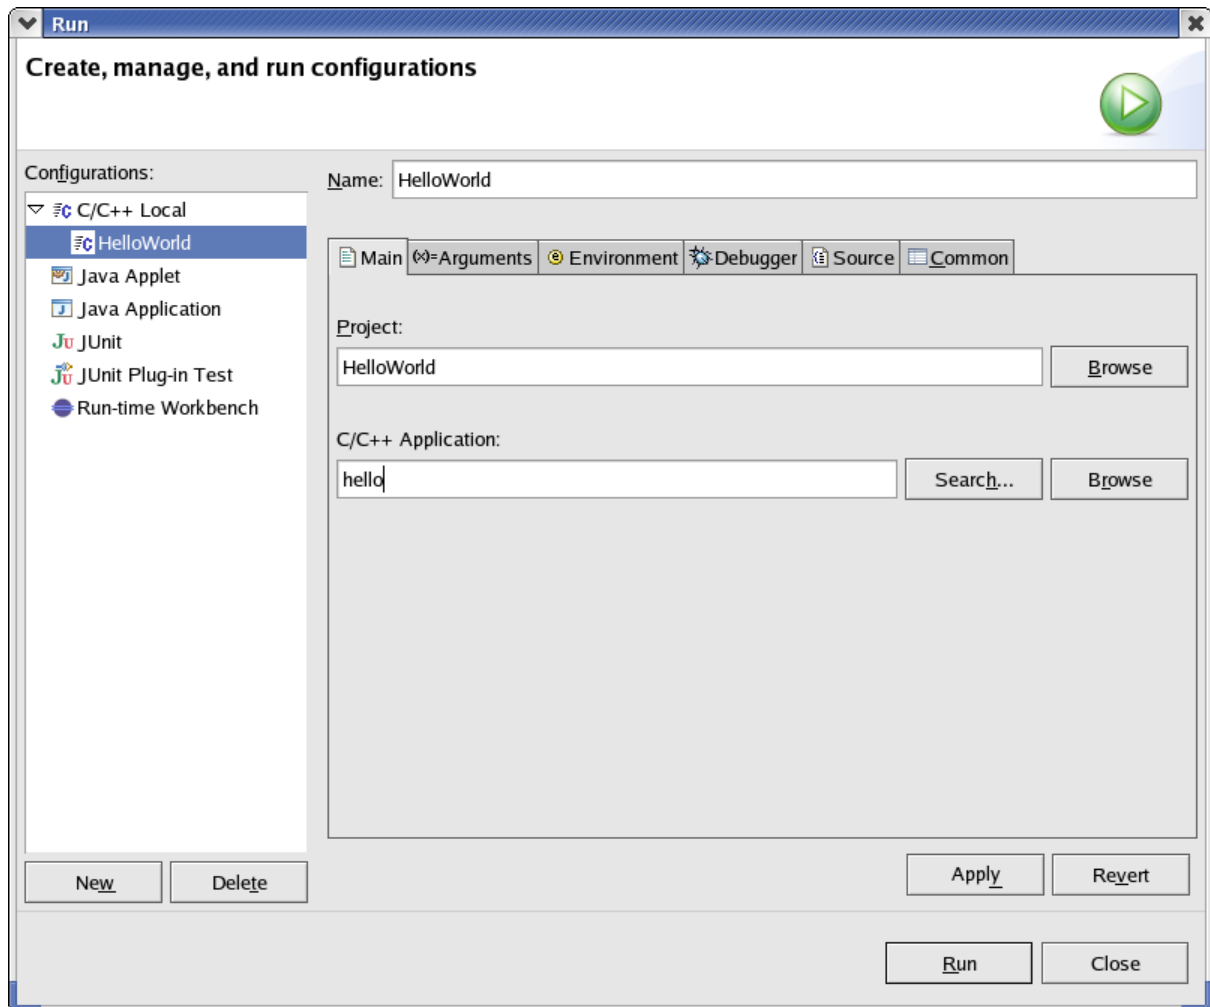 Run
Create, manage, and run configurations
Configurations:
C/C++ Local
HelloWorld
Java Applet
Java Application
JUnit
JUnit Plug-in Test
Run-time Workbench
New
Delete
Name: HelloWorld
Main (x)=Arguments Environment Debugger Source Common
Project:
HelloWorld Browse
C/C++ Application:
hello Search... Browse
Apply Revert
Run Close